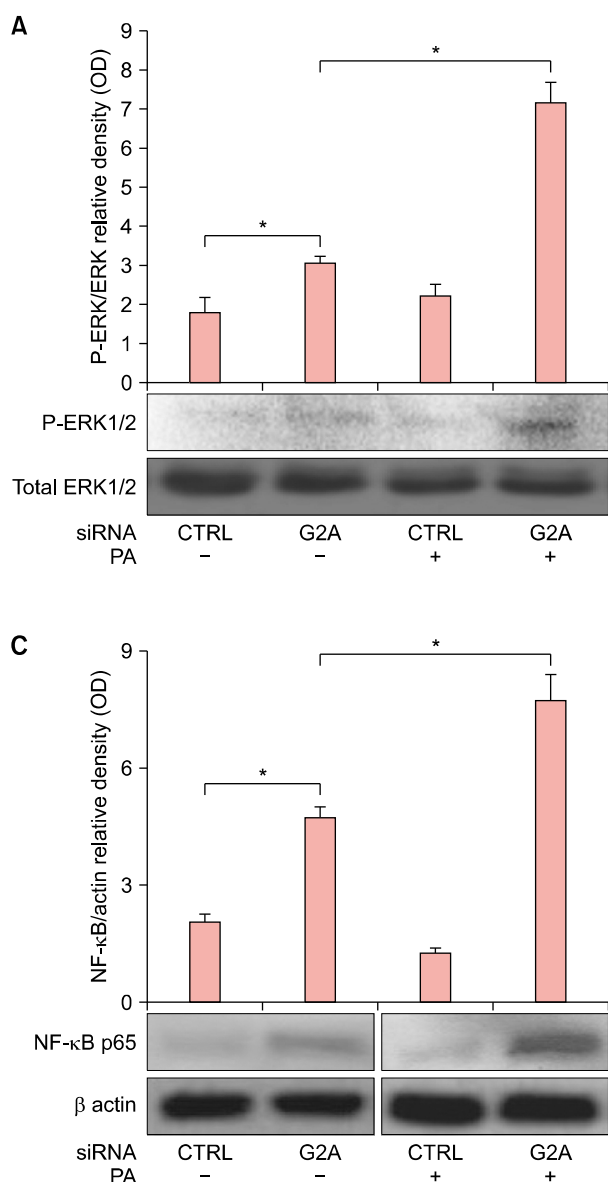 A
P-ERK/ERK relative density (OD)
9
8
7
6
5
4
3
2
1
0
*
*
P-ERK1/2
Total ERK1/2
siRNA CTRL G2A CTRL G2A
PA − − + +
C
NF-κB/actin relative density (OD)
9
6
3
0
*
*
NF-κB p65
β actin
siRNA CTRL G2A CTRL G2A
PA − − + +